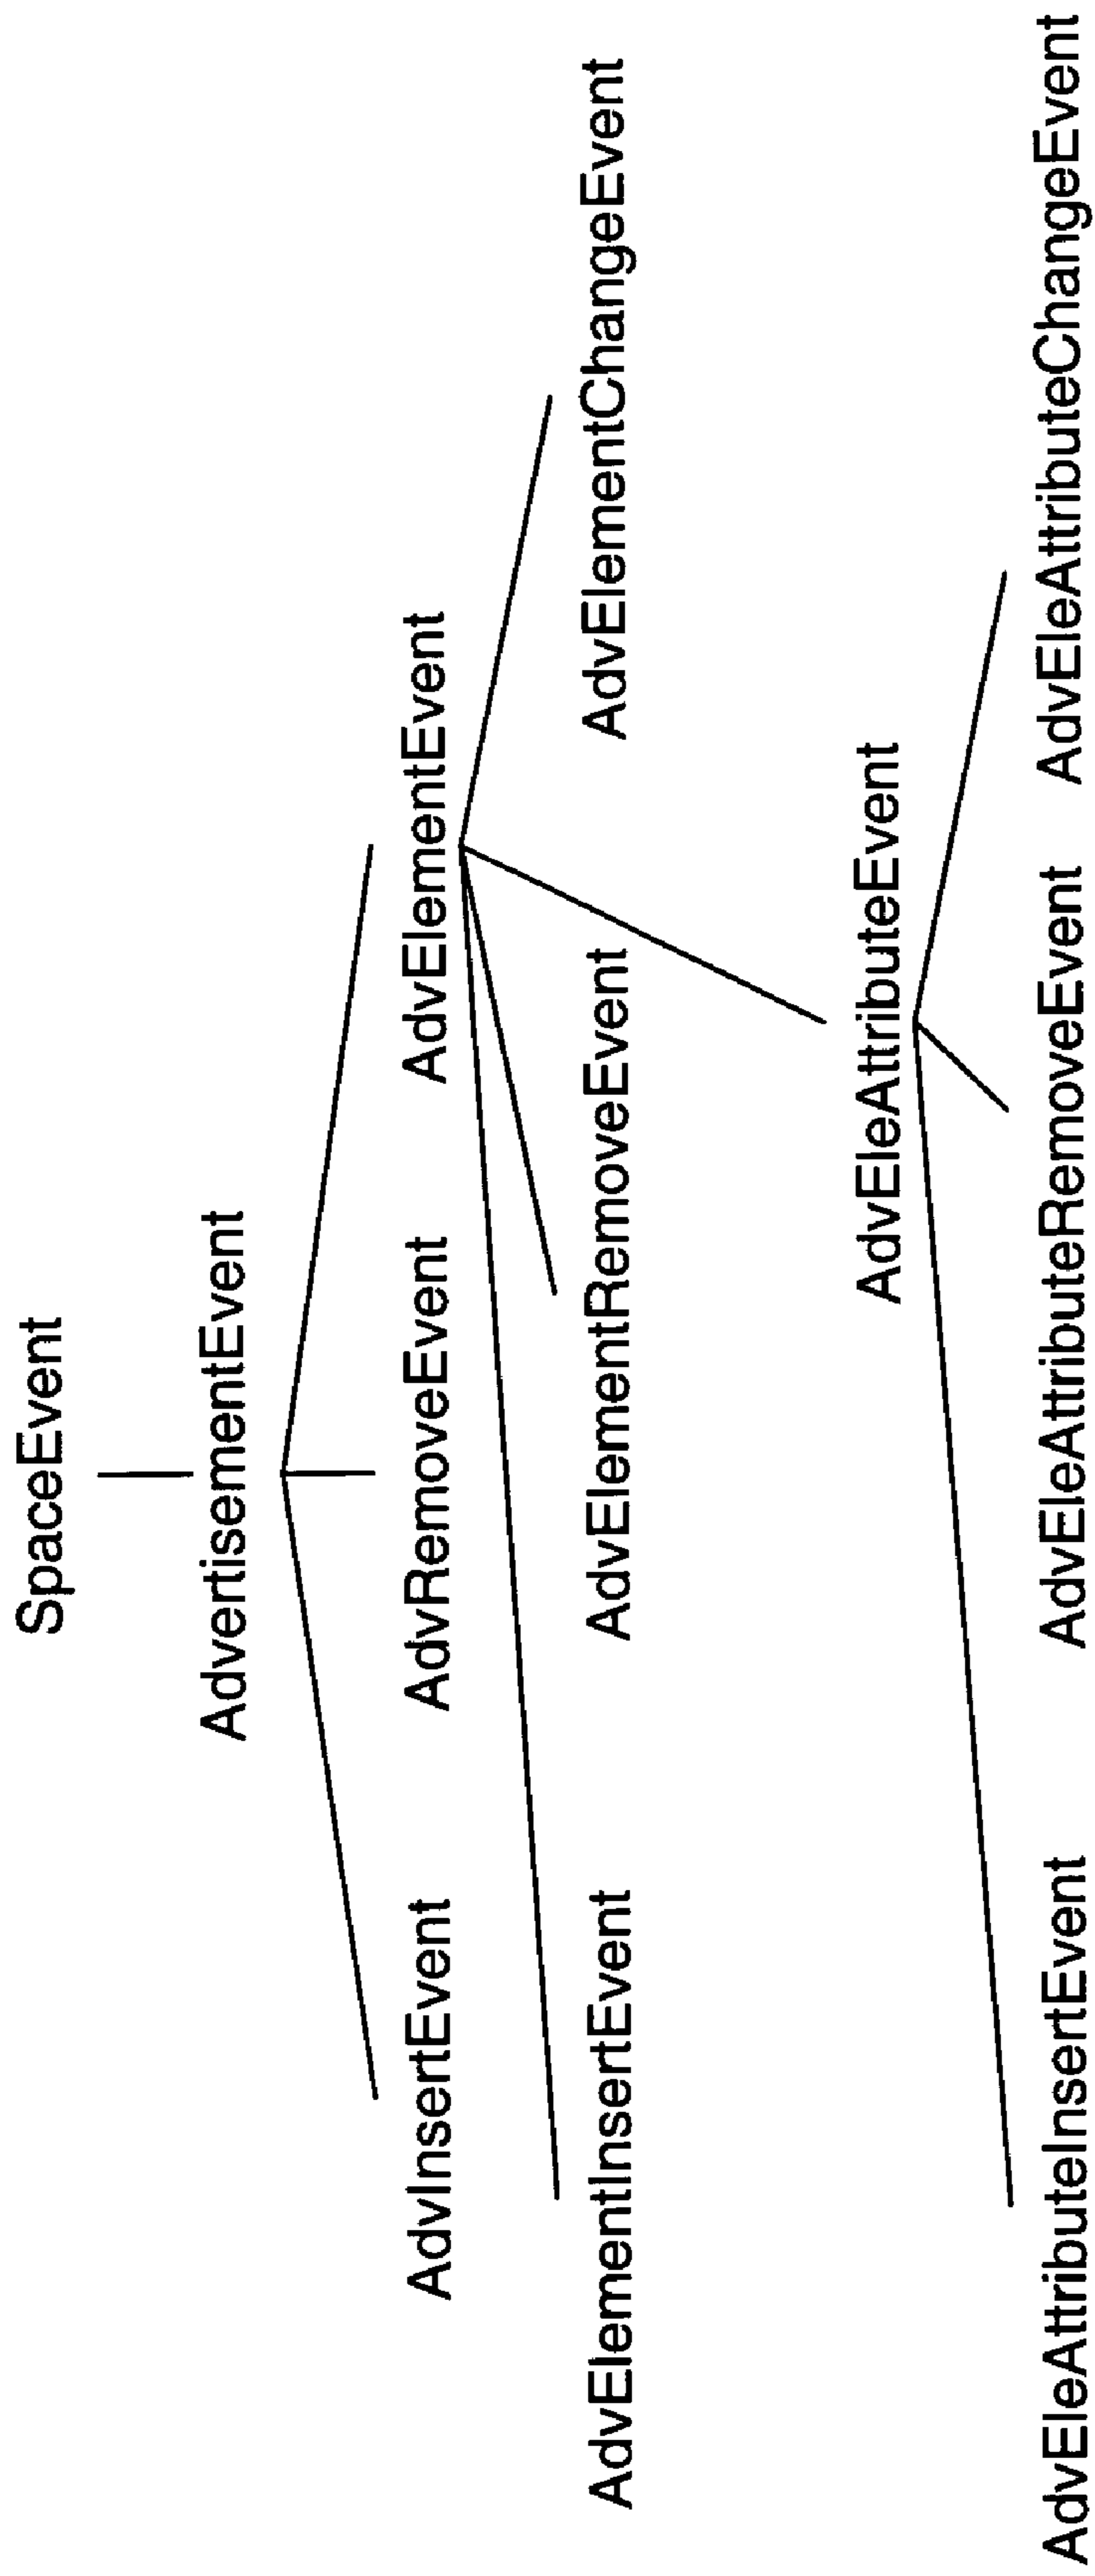 SpaceEvent
AdvertisementEvent
AdvInsertEvent AdvRemoveEvent AdvElementEvent
AdvElementInsertEvent AdvElementRemoveEvent AdvElementChangeEvent
AdvEleAttributeEvent
AdvEleAttributeInsertEvent AdvEleAttributeRemoveEvent AdvEleAttributeChangeEvent